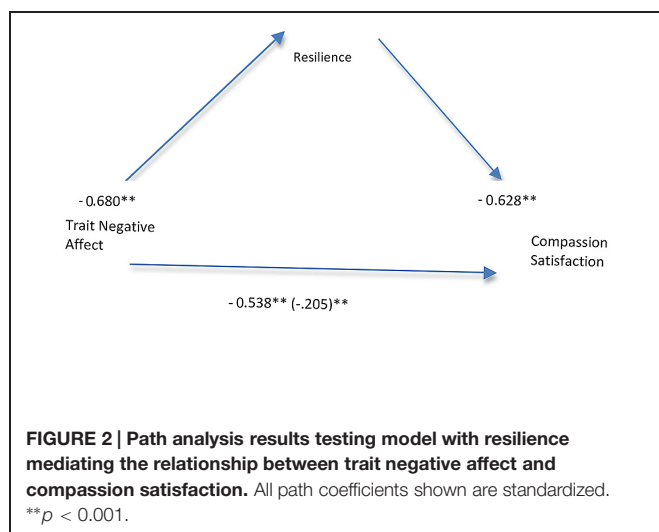 Resilience
- 0.680**
- 0.628**
Trait Negative
Affect
Compassion
Satisfaction
- 0.538** (-.205)**
FIGURE 2 | Path analysis results testing model with resilience
mediating the relationship between trait negative affect and
compassion satisfaction. All path coefficients shown are standardized.
**p < 0.001.